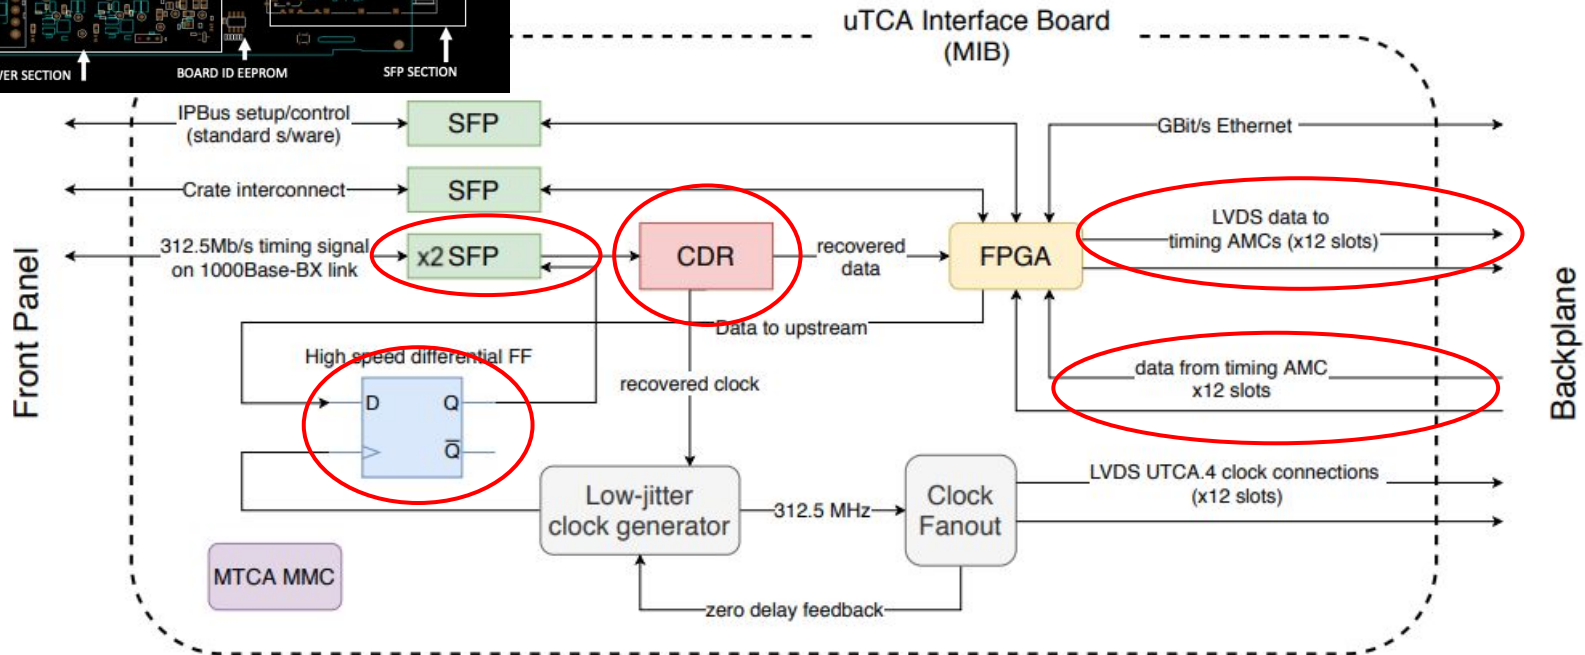 uTCA Interface Board
(MIB)
BOARD ID EEPROM
SFP SECTION
SECTION
IPBus setup/control
(standard s/ware)
SFP
GBit/s Ethernet
Crate interconnect
SFP
312.5Mb/s timing signal
on 1000Base-BX link
x2 SFP
CDR
recovered
data
FPGA
LVDS data to
timing AMCs (x12 slots)
Front Panel
Backplane
Data to upstream
High speed differential FF
D
Q
Q̅
recovered clock
data from timing AMC
x12 slots
Low-jitter
clock generator
312.5 MHz
Clock
Fanout
LVDS UTCA.4 clock connections
(x12 slots)
MTCA MMC
zero delay feedback